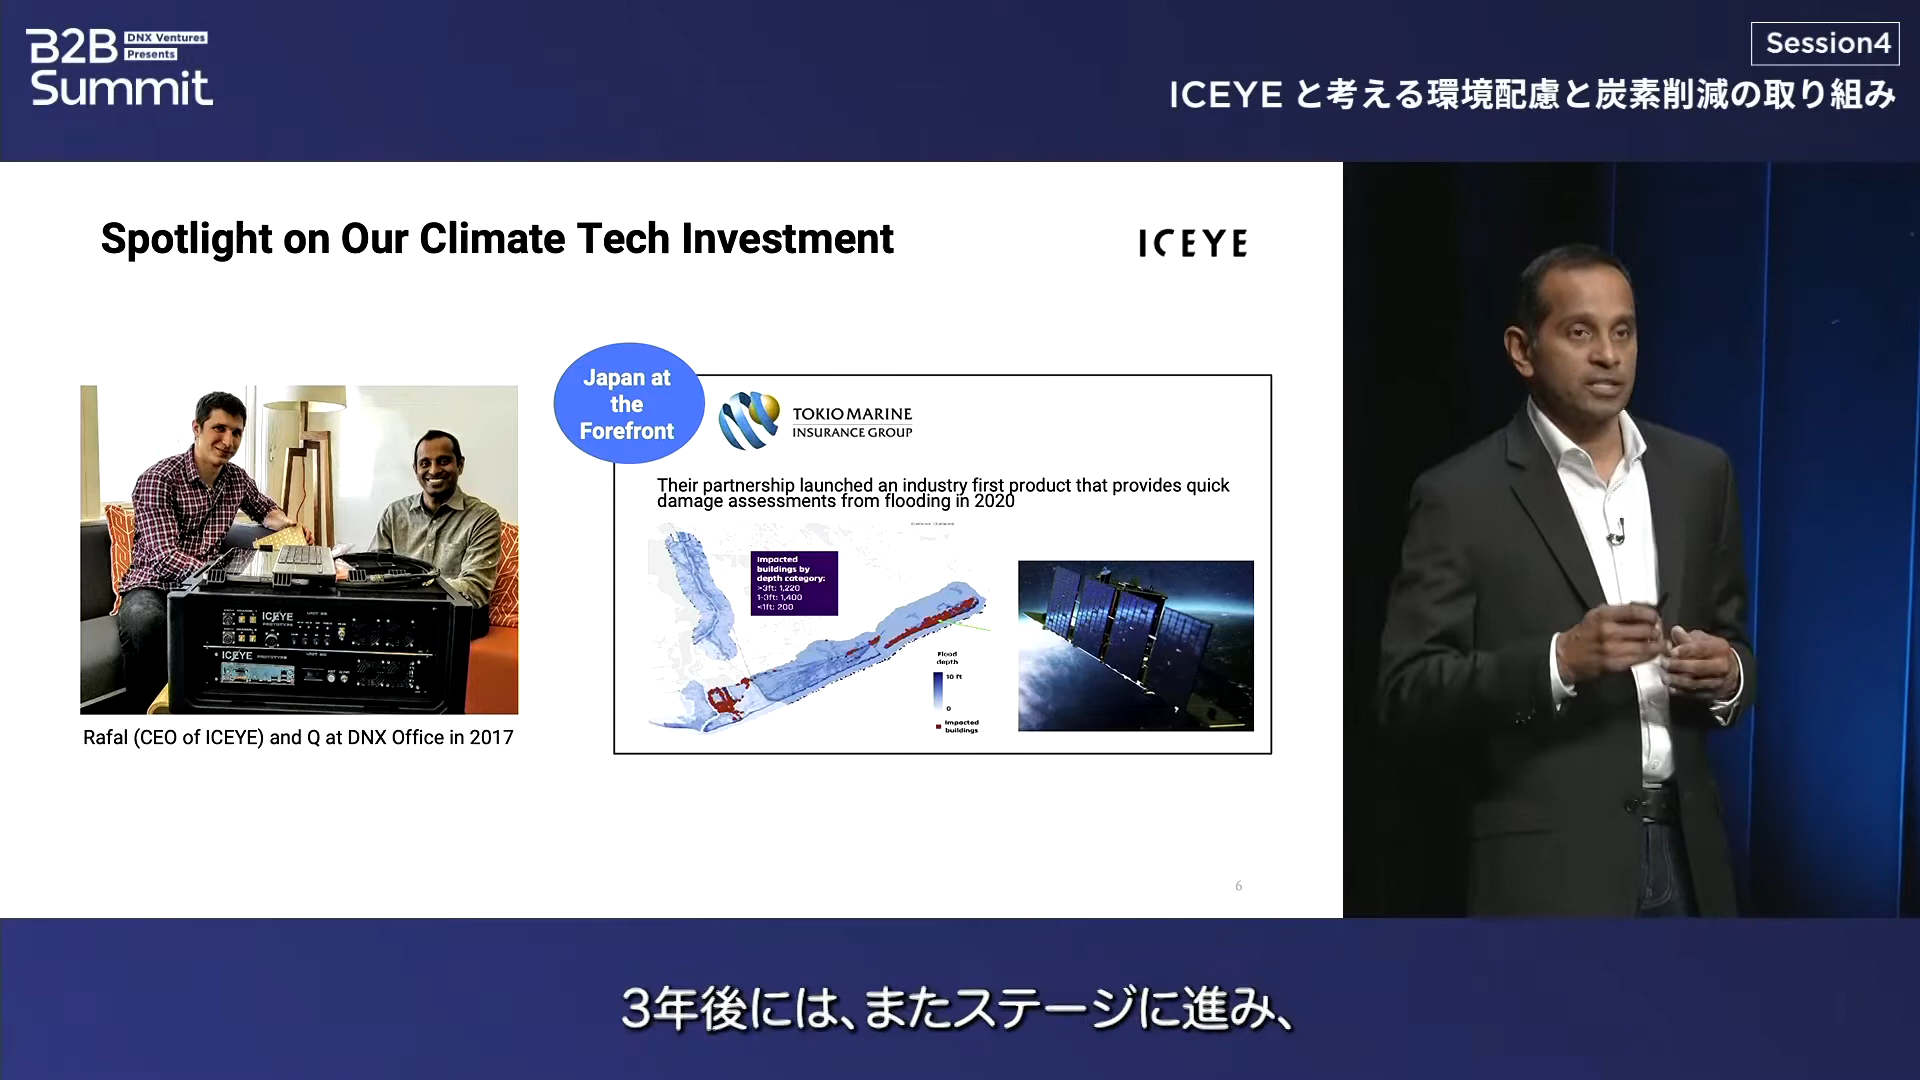 B2B DNX Ventures
Presents
Summit
Session4
ICEYE と考える環境配慮と炭素削減の取り組み
Spotlight on Our Climate Tech Investment
ICEYE
Japan at
the
Forefront
TOKIO MARINE
INSURANCE GROUP
Their partnership launched an industry first product that provides quick
damage assessments from flooding in 2020
Impacted
buildings by
depth category:
>3ft: 1,220
1-3ft: 1,400
<1ft: 200
Flood
depth
10 ft
0
Impacted
buildings
ICEYE
ICEYE
Rafal (CEO of ICEYE) and Q at DNX Office in 2017
6
3年後には、またステージに進み、